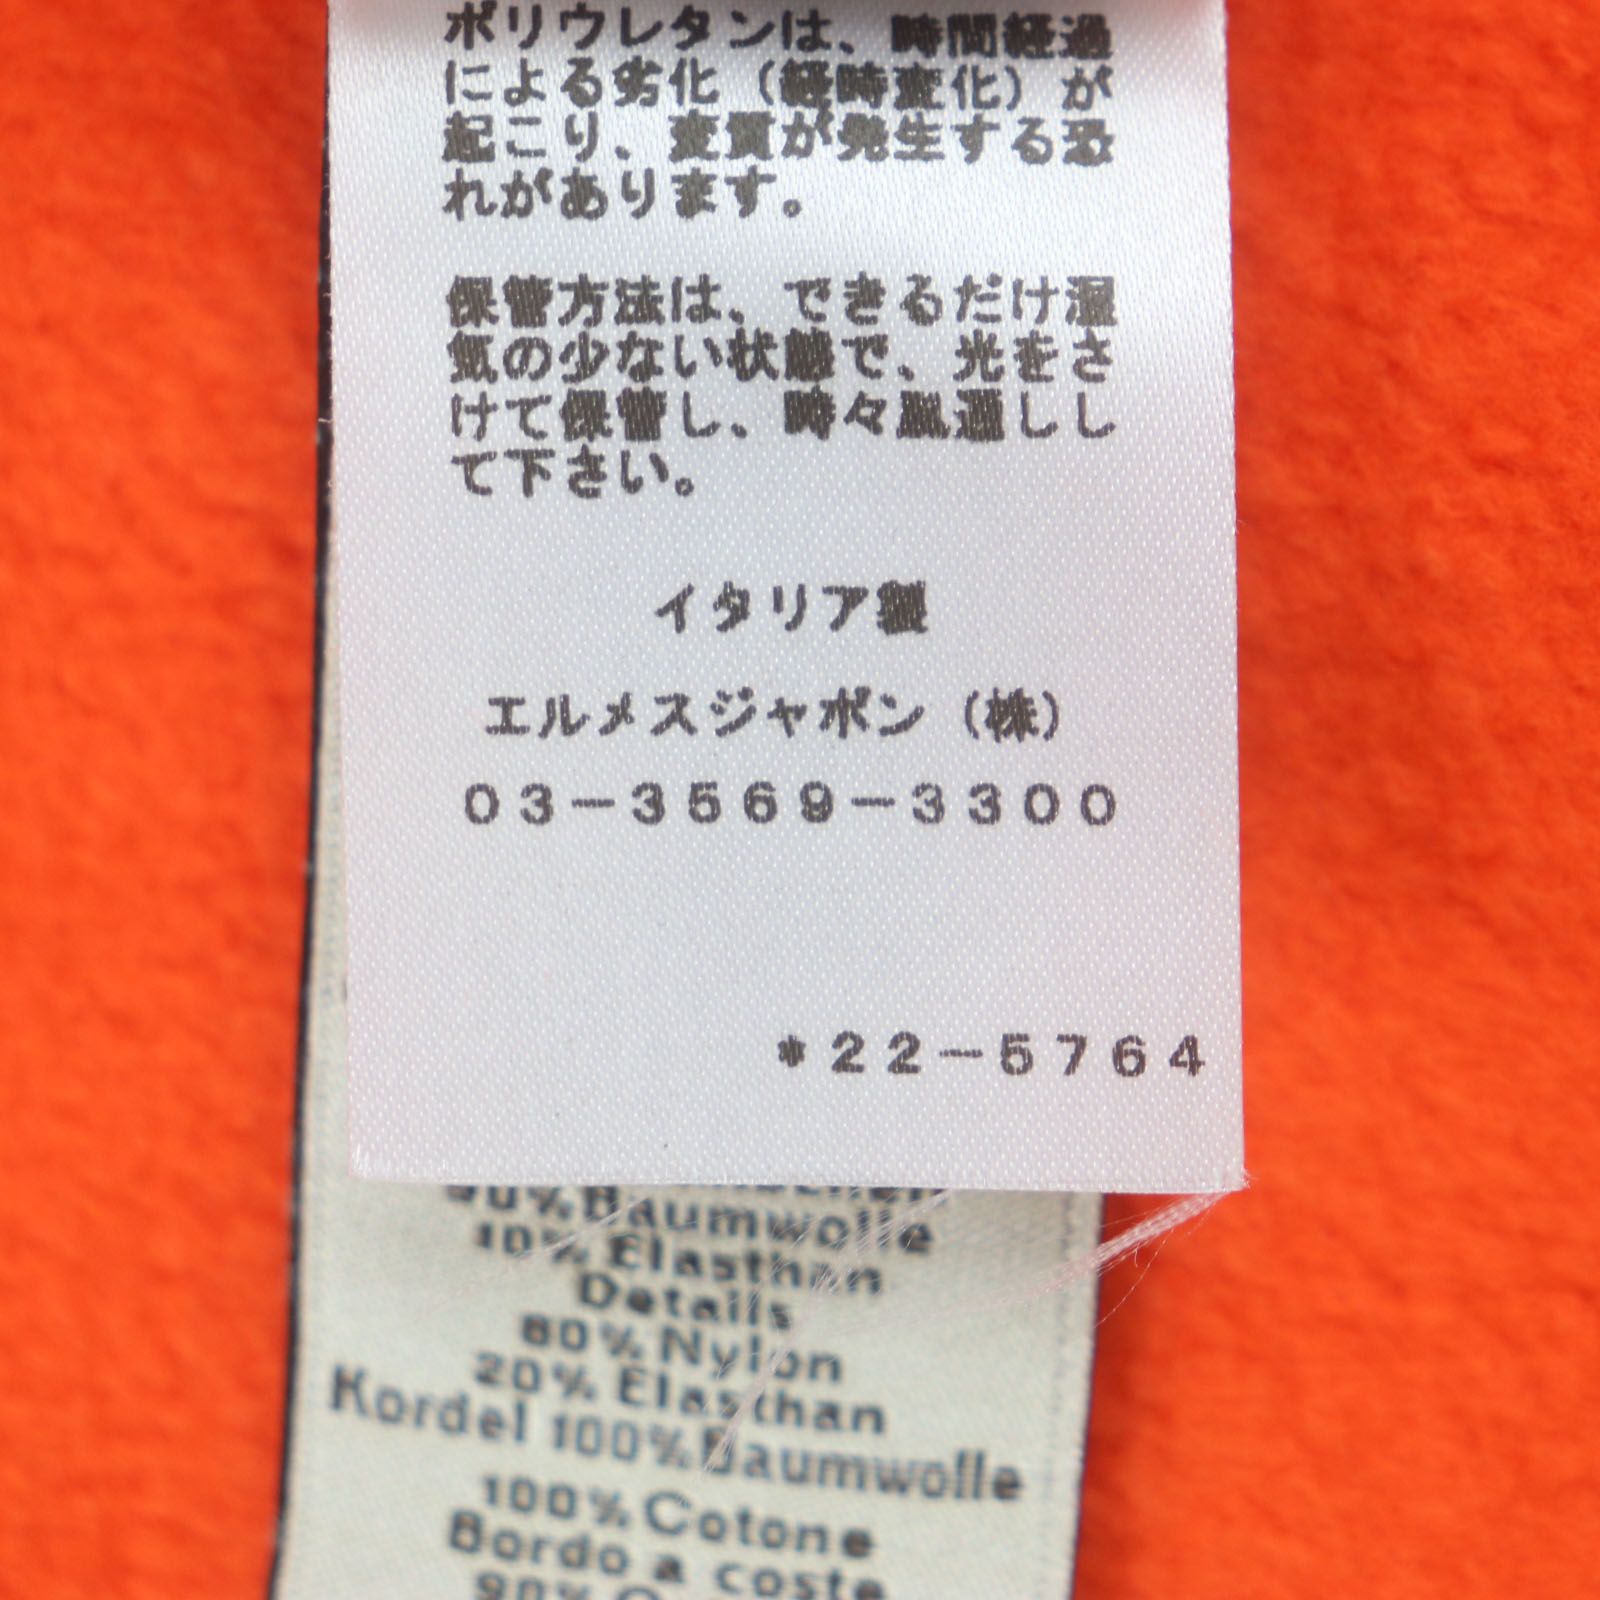 ポリウレタンは、時間経過
による劣化（経時変化）が
起こり、変質が発生する恐
れがあります。
保管方法は、できるだけ湿
気の少ない状態で、光をさ
けて保管し、時々風通しし
て下さい。
イタリア製
エルメスジャポン（株）
03-3569-3300
*22-5764
90%Baumwolle
10% Elasthan
Details
80% Nylon
20% Elasthan
Kordel 100% Baumwolle
100% Cotone
Bordo a coste
90%